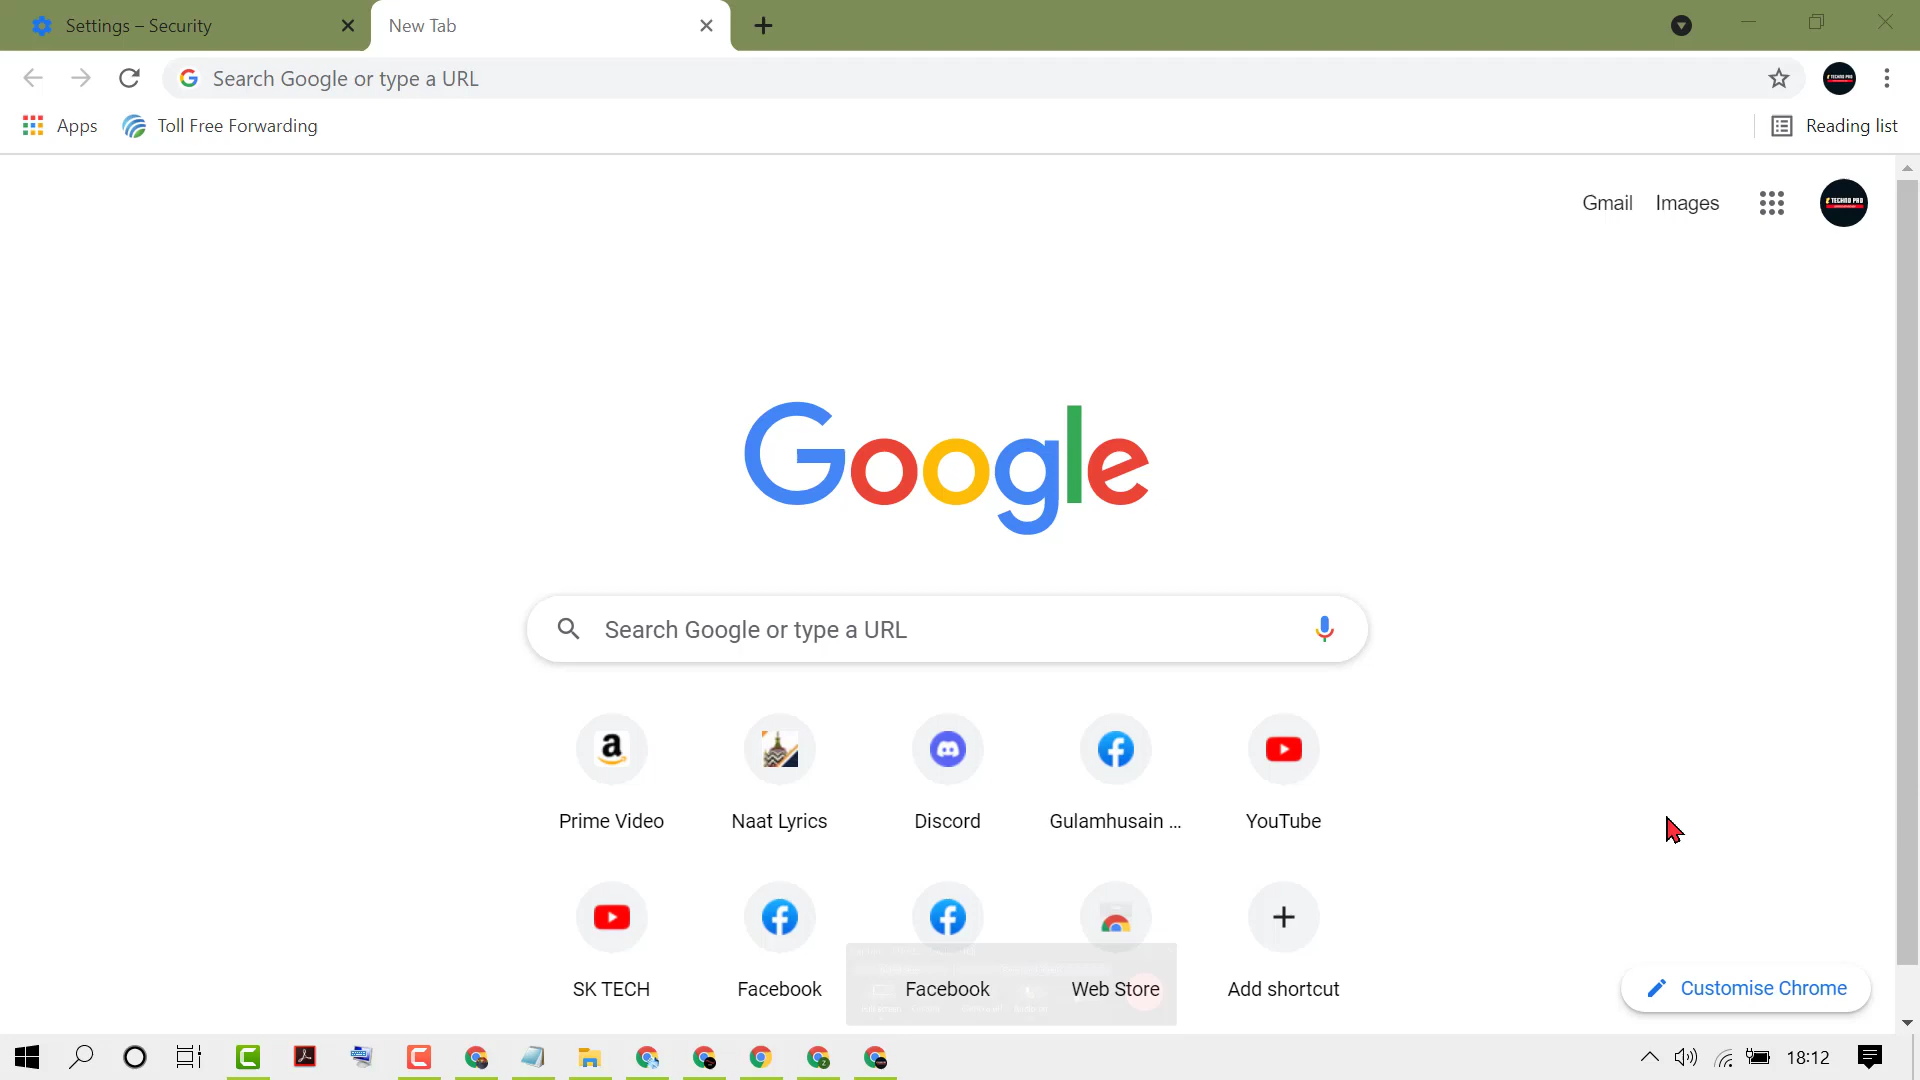 Settings – Security
New Tab
Search Google or type a URL
Apps
Toll Free Forwarding
Reading list
Gmail
Images
TECHNO PRO
Google
Search Google or type a URL
Prime Video
Naat Lyrics
Discord
Gulamhusain ...
YouTube
SK TECH
Facebook
Facebook
Web Store
Add shortcut
Customise Chrome
18:12